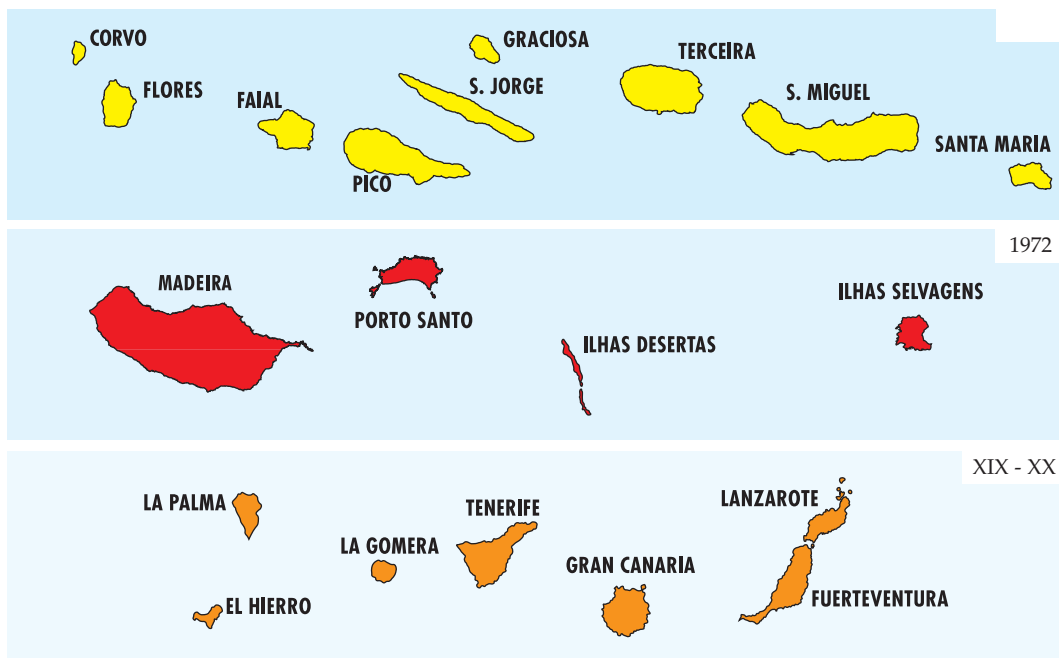 CORVO
GRACIOSA
TERCEIRA
FLORES
S. JORGE
S. MIGUEL
FAIAL
SANTA MARIA
PICO
1972
MADEIRA
ILHAS SELVAGENS
PORTO SANTO
ILHAS DESERTAS
XIX - XX
LA PALMA
LANZAROTE
TENERIFE
LA GOMERA
GRAN CANARIA
EL HIERRO
FUERTEVENTURA